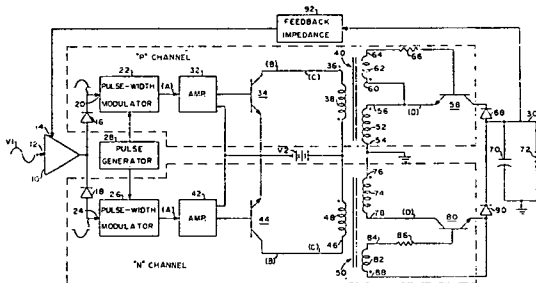 92
FEEDBACK IMPEDANCE
"P" CHANNEL
22
PULSE-WIDTH MODULATOR
20
(A)
32
AMP.
34
(B)
(C)
36
38
40
64
66
62
60
56
(D)
58
52
54
68
30
70
72
14
V1
12
10
16
18
28
PULSE GENERATOR
V2
24
26
PULSE-WIDTH MODULATOR
(A)
42
AMP.
44
(B)
(C)
48
46
50
76
74
78
(D)
80
84
86
82
88
90
"N" CHANNEL